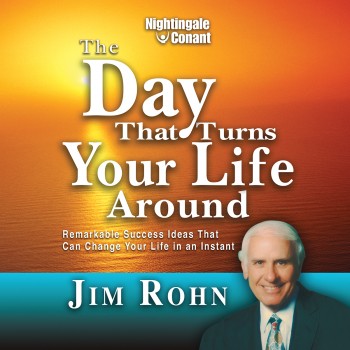 Nightingale
Conant
The
Day
That Turns
Your Life
Around
Remarkable Success Ideas That
Can Change Your Life in an Instant
JIM ROHN